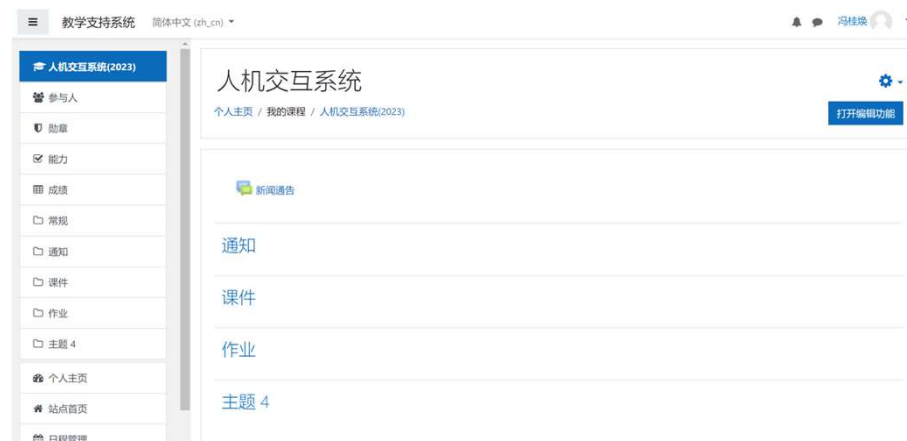 教学支持系统 简体中文 (zh_cn)
冯桂焕
人机交互系统(2023)
参与人
勋章
能力
成绩
常规
通知
课件
作业
主题 4
个人主页
站点首页
日程管理
人机交互系统
个人主页 / 我的课程 / 人机交互系统(2023)
打开编辑功能
新闻通告
通知
课件
作业
主题 4